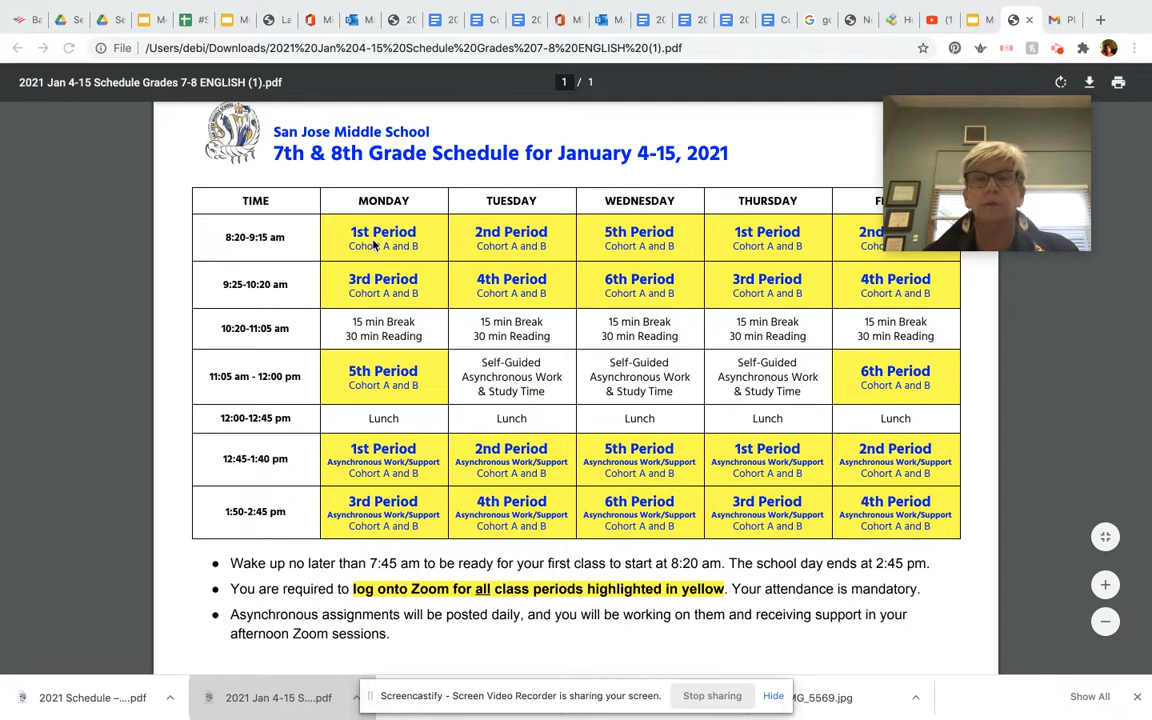 File /Users/debi/Downloads/2021%20Jan%204-15%20Schedule%20Grades%207-8%20ENGLISH%20(1).pdf
2021 Jan 4-15 Schedule Grades 7-8 ENGLISH (1).pdf 1 / 1
San Jose Middle School
7th & 8th Grade Schedule for January 4-15, 2021
TIME MONDAY TUESDAY WEDNESDAY THURSDAY
8:20-9:15 am 1st Period 2nd Period 5th Period 1st Period 2nd
Cohort A and B Cohort A and B Cohort A and B Cohort A and B
9:25-10:20 am 3rd Period 4th Period 6th Period 3rd Period 4th Period
Cohort A and B Cohort A and B Cohort A and B Cohort A and B Cohort A and B
10:20-11:05 am 15 min Break 15 min Break 15 min Break 15 min Break 15 min Break
30 min Reading 30 min Reading 30 min Reading 30 min Reading 30 min Reading
11:05 am - 12:00 pm 5th Period Self-Guided Self-Guided Self-Guided 6th Period
Cohort A and B Asynchronous Work Asynchronous Work Asynchronous Work Cohort A and B
& Study Time & Study Time & Study Time
12:00-12:45 pm Lunch Lunch Lunch Lunch Lunch
12:45-1:40 pm 1st Period 2nd Period 5th Period 1st Period 2nd Period
Asynchronous Work/Support Asynchronous Work/Support Asynchronous Work/Support Asynchronous Work/Support Asynchronous Work/Support
Cohort A and B Cohort A and B Cohort A and B Cohort A and B Cohort A and B
1:50-2:45 pm 3rd Period 4th Period 6th Period 3rd Period 4th Period
Asynchronous Work/Support Asynchronous Work/Support Asynchronous Work/Support Asynchronous Work/Support Asynchronous Work/Support
Cohort A and B Cohort A and B Cohort A and B Cohort A and B Cohort A and B
● Wake up no later than 7:45 am to be ready for your first class to start at 8:20 am. The school day ends at 2:45 pm.
● You are required to log onto Zoom for all class periods highlighted in yellow. Your attendance is mandatory.
● Asynchronous assignments will be posted daily, and you will be working on them and receiving support in your
afternoon Zoom sessions.
2021 Schedule –....pdf 2021 Jan 4-15 S....pdf Screencastify - Screen Video Recorder is sharing your screen. Stop sharing Hide MG_5569.jpg Show All